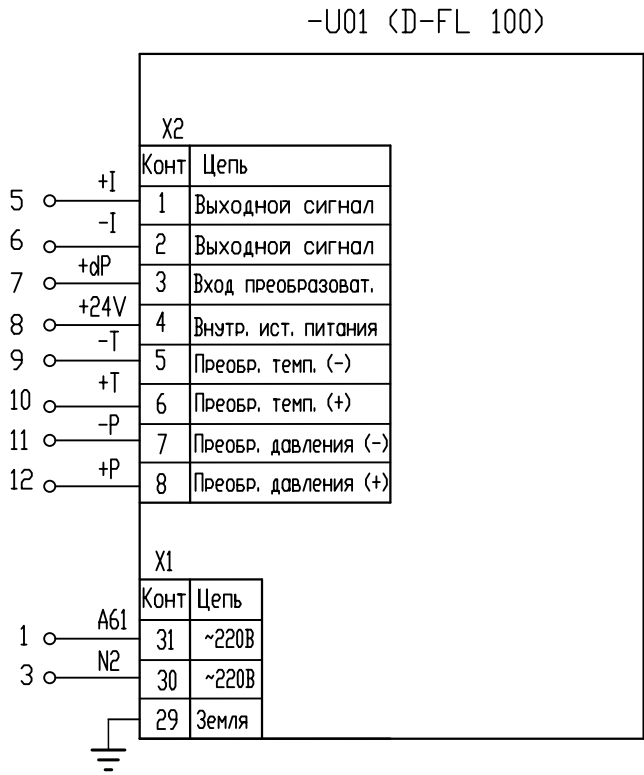 -U01 (D-FL 100)
X2
Конт Цепь
5 +I 1 Выходной сигнал
6 -I 2 Выходной сигнал
7 +dP 3 Вход преобразоват.
8 +24V 4 Внутр. ист. питания
9 -T 5 Преобр. темп. (-)
10 +T 6 Преобр. темп. (+)
11 -P 7 Преобр. давления (-)
12 +P 8 Преобр. давления (+)
X1
Конт Цепь
1 A61 31 ~220В
3 N2 30 ~220В
29 Земля